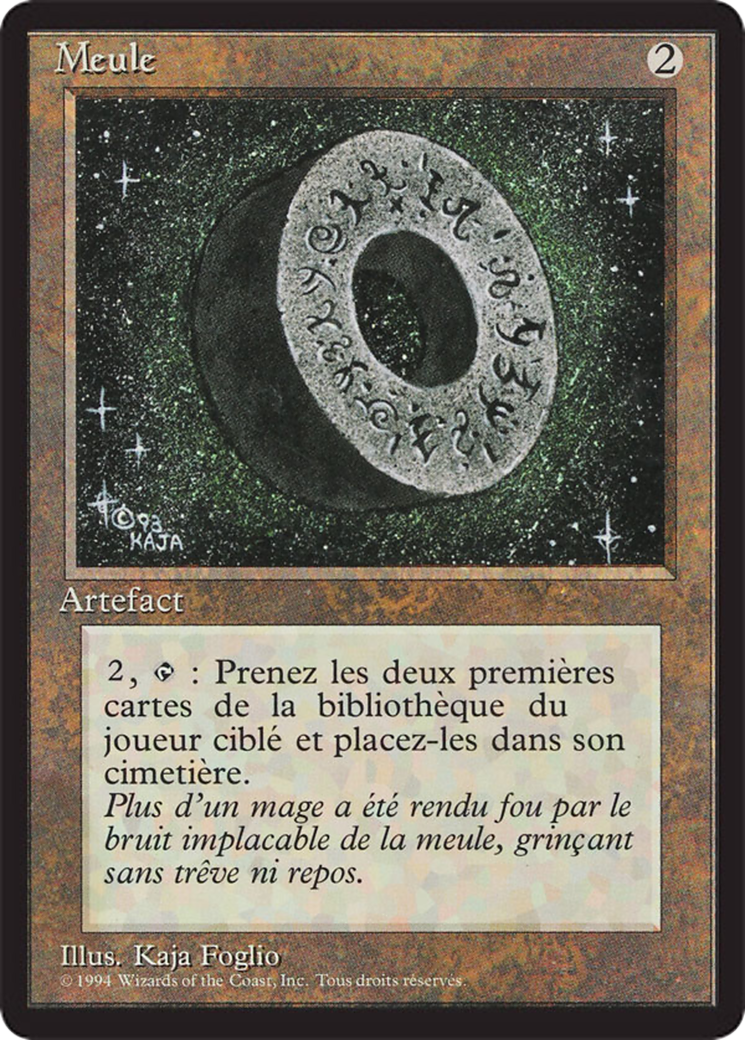 Meule
2
©93
KAJA
Artefact
2, : Prenez les deux premières
cartes de la bibliothèque du
joueur ciblé et placez-les dans son
cimetière.
Plus d'un mage a été rendu fou par le
bruit implacable de la meule, grinçant
sans trêve ni repos.
Illus. Kaja Foglio
© 1994 Wizards of the Coast, Inc. Tous droits réservés.